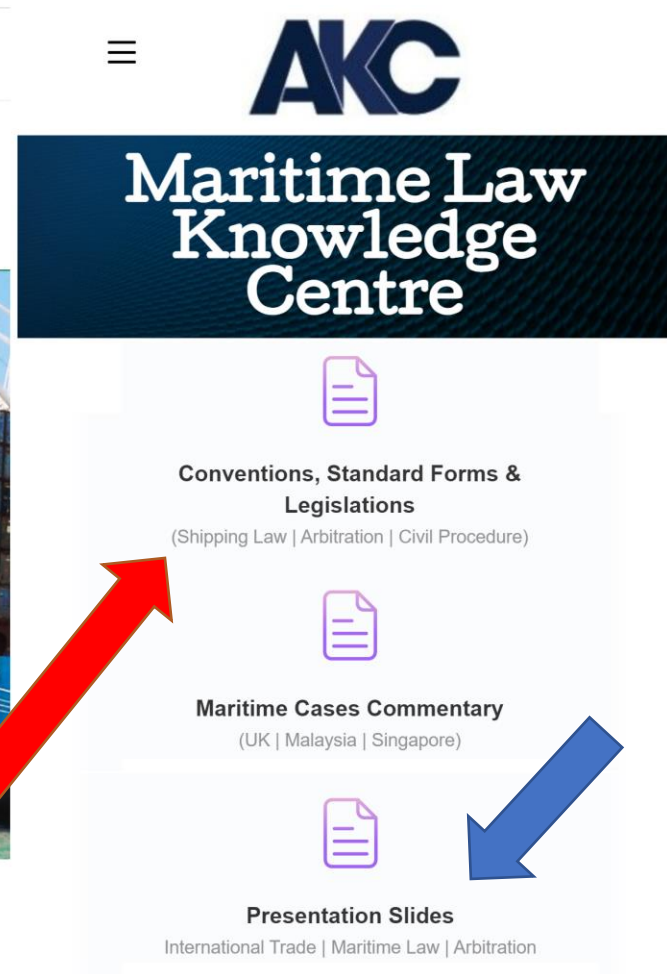 AKC
Maritime Law
Knowledge
Centre
Conventions, Standard Forms &
Legislations
(Shipping Law | Arbitration | Civil Procedure)
Maritime Cases Commentary
(UK | Malaysia | Singapore)
Presentation Slides
International Trade | Maritime Law | Arbitration